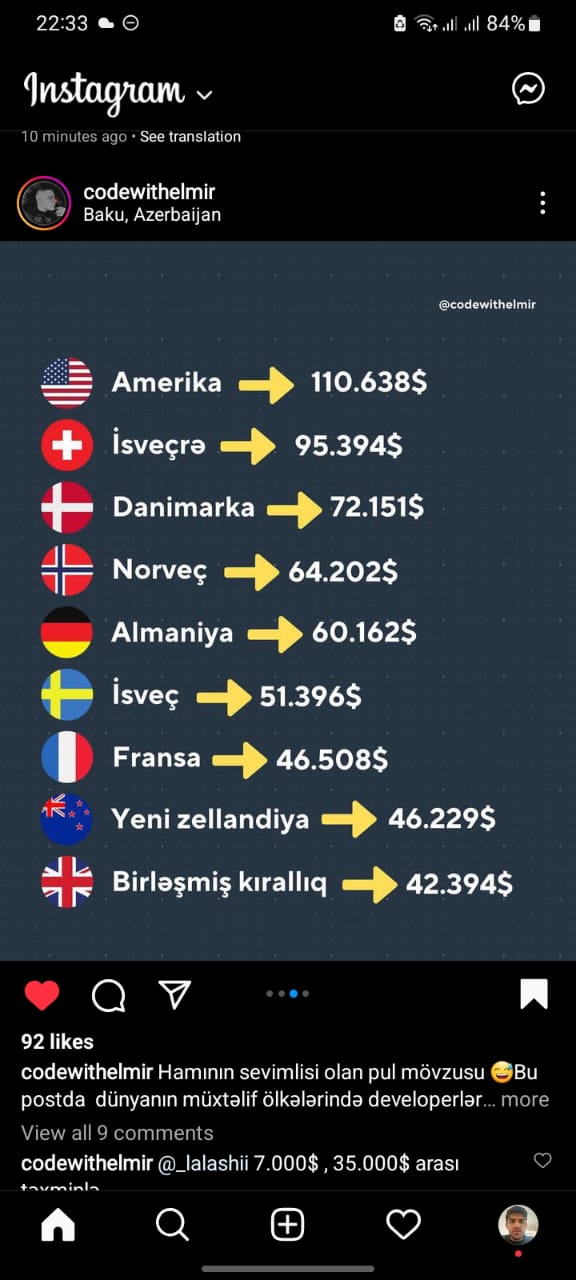 22:33
84%
Instagram
10 minutes ago • See translation
codewithelmir
Baku, Azerbaijan
@codewithelmir
Amerika 110.638$
İsveçrə 95.394$
Danimarka 72.151$
Norveç 64.202$
Almaniya 60.162$
İsveç 51.396$
Fransa 46.508$
Yeni zellandiya 46.229$
Birləşmiş kırallıq 42.394$
92 likes
codewithelmir Hamının sevimlisi olan pul mövzusu 😅Bu
postda dünyanın müxtəlif ölkələrində developerlər... more
View all 9 comments
codewithelmir @_lalashii 7.000$ , 35.000$ arası